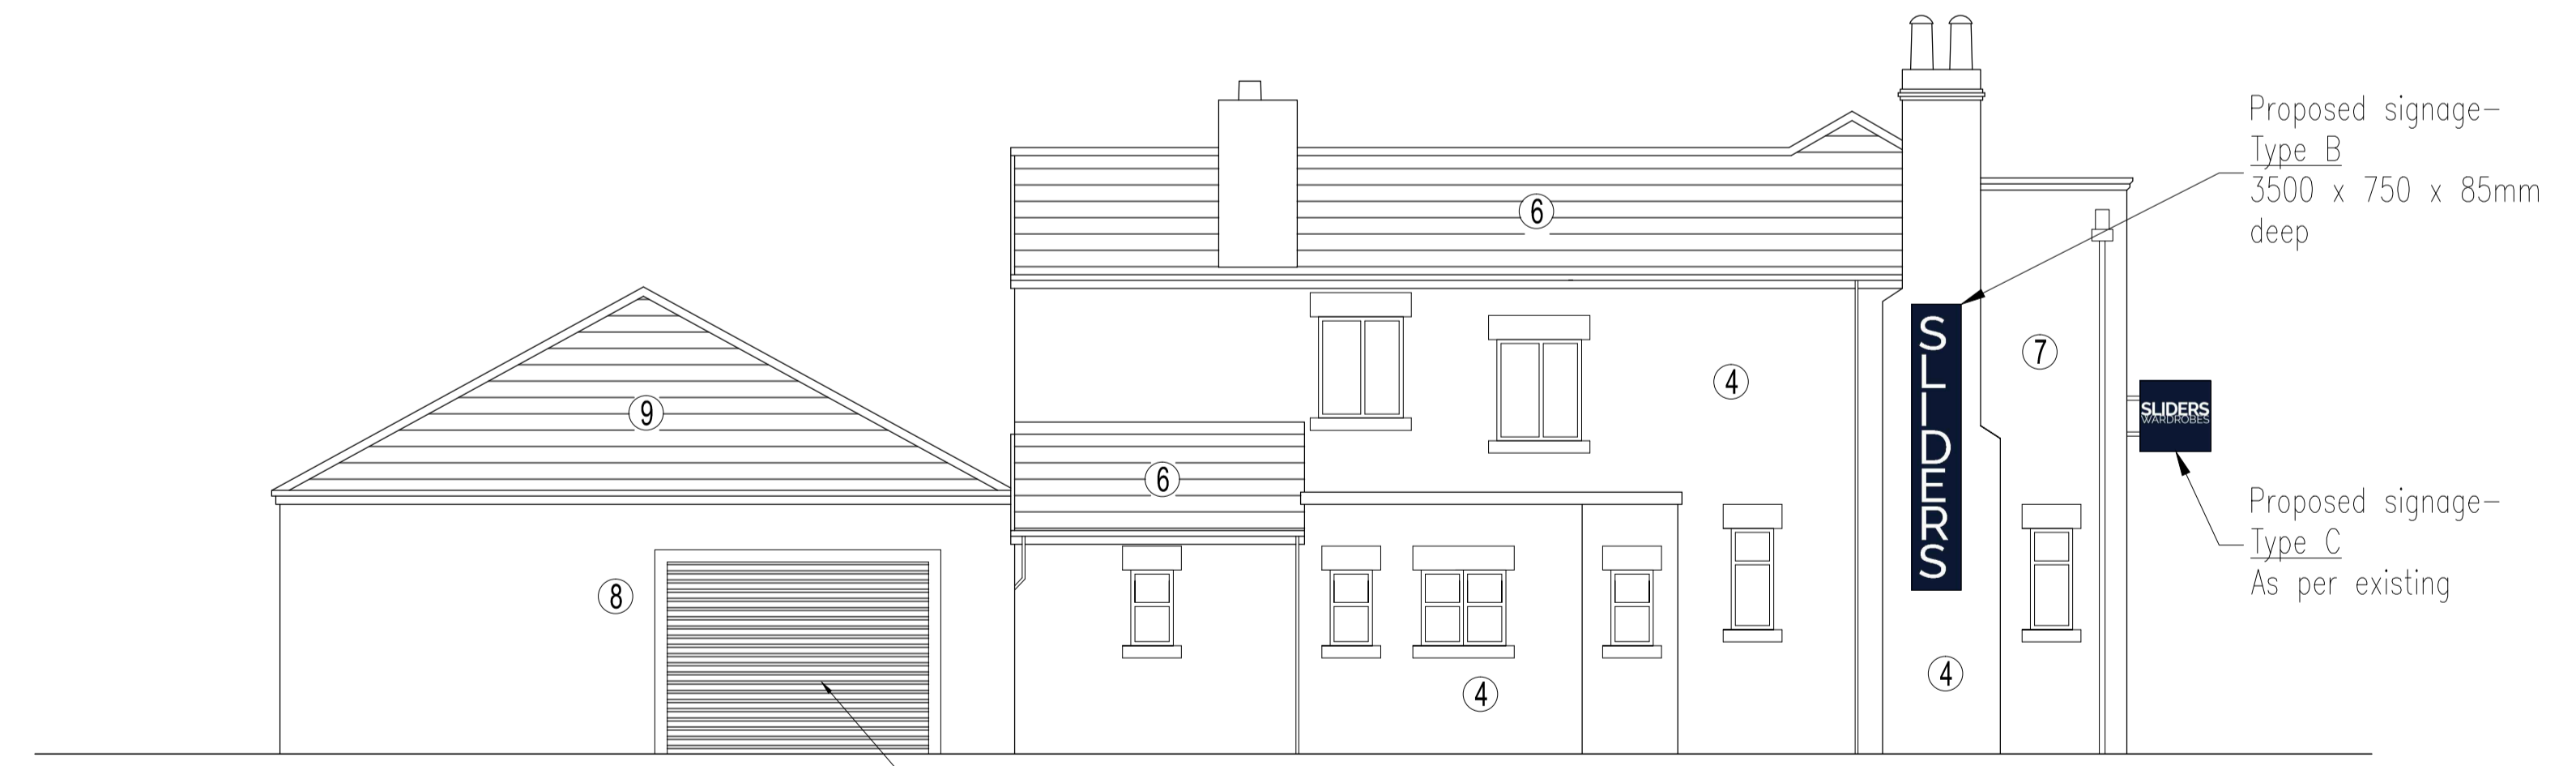 Proposed signage-
Type B
3500 x 750 x 85mm
deep
6
7
4
SLIDERS
SLIDERS
WARDROBES
9
6
Proposed signage-
Type C
As per existing
8
4
4